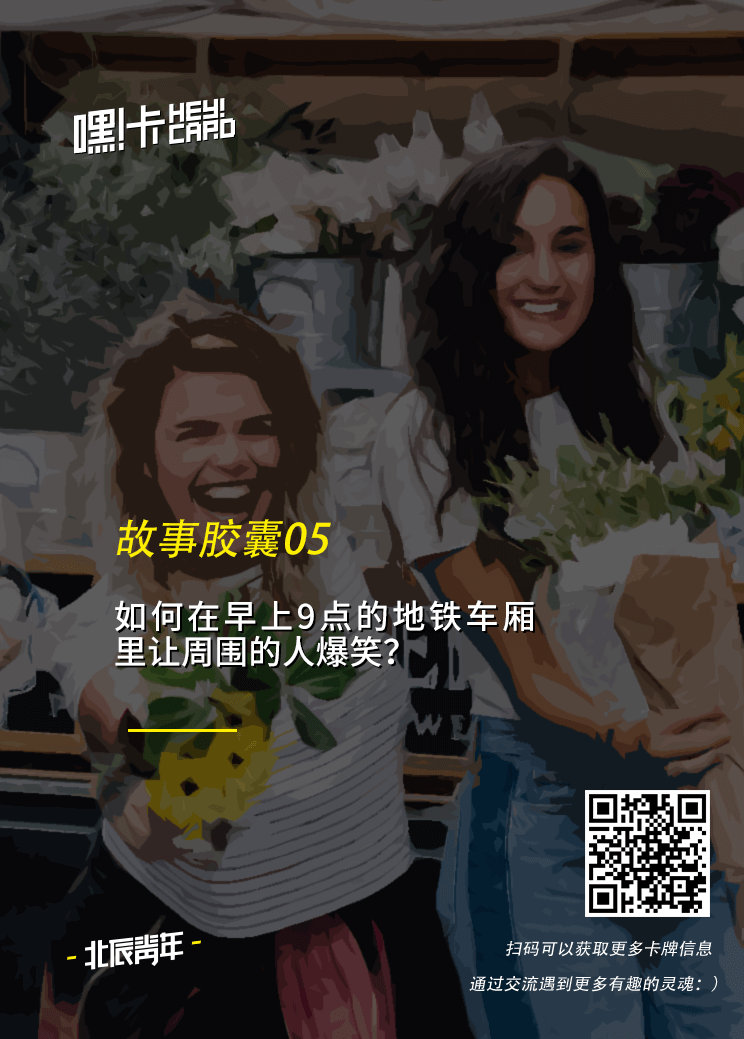 嘿!卡
故事胶囊05
如何在早上9点的地铁车厢
里让周围的人爆笑?
WE
- 北辰青年 -
扫码可以获取更多卡牌信息
通过交流遇到更多有趣的灵魂：）